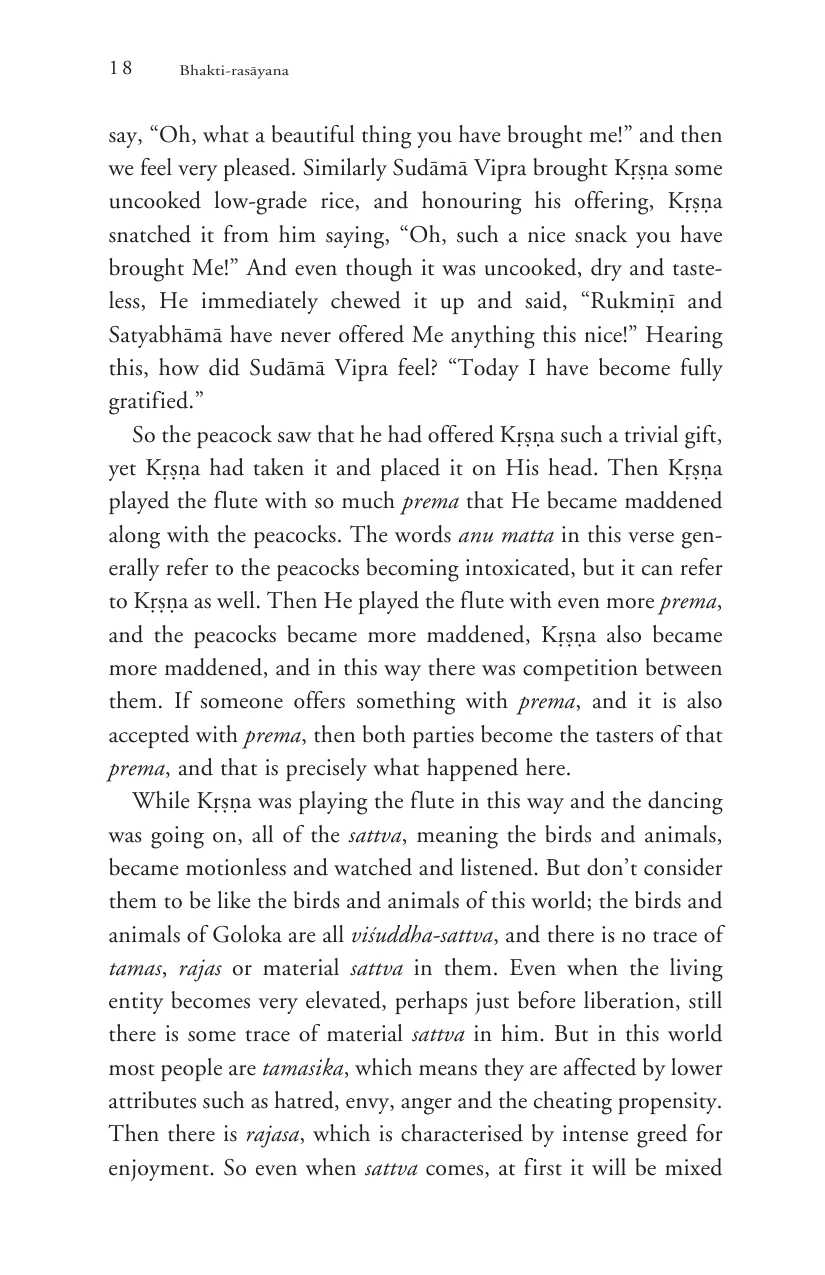 18 Bhakti-rasāyana
say, “Oh, what a beautiful thing you have brought me!” and then
we feel very pleased. Similarly Sudāmā Vipra brought Kṛṣṇa some
uncooked low-grade rice, and honouring his offering, Kṛṣṇa
snatched it from him saying, “Oh, such a nice snack you have
brought Me!” And even though it was uncooked, dry and taste-
less, He immediately chewed it up and said, “Rukmiṇī and
Satyabhāmā have never offered Me anything this nice!” Hearing
this, how did Sudāmā Vipra feel? “Today I have become fully
gratified.”
So the peacock saw that he had offered Kṛṣṇa such a trivial gift,
yet Kṛṣṇa had taken it and placed it on His head. Then Kṛṣṇa
played the flute with so much prema that He became maddened
along with the peacocks. The words anu matta in this verse gen-
erally refer to the peacocks becoming intoxicated, but it can refer
to Kṛṣṇa as well. Then He played the flute with even more prema,
and the peacocks became more maddened, Kṛṣṇa also became
more maddened, and in this way there was competition between
them. If someone offers something with prema, and it is also
accepted with prema, then both parties become the tasters of that
prema, and that is precisely what happened here.
While Kṛṣṇa was playing the flute in this way and the dancing
was going on, all of the sattva, meaning the birds and animals,
became motionless and watched and listened. But don’t consider
them to be like the birds and animals of this world; the birds and
animals of Goloka are all viśuddha-sattva, and there is no trace of
tamas, rajas or material sattva in them. Even when the living
entity becomes very elevated, perhaps just before liberation, still
there is some trace of material sattva in him. But in this world
most people are tamasika, which means they are affected by lower
attributes such as hatred, envy, anger and the cheating propensity.
Then there is rajasa, which is characterised by intense greed for
enjoyment. So even when sattva comes, at first it will be mixed